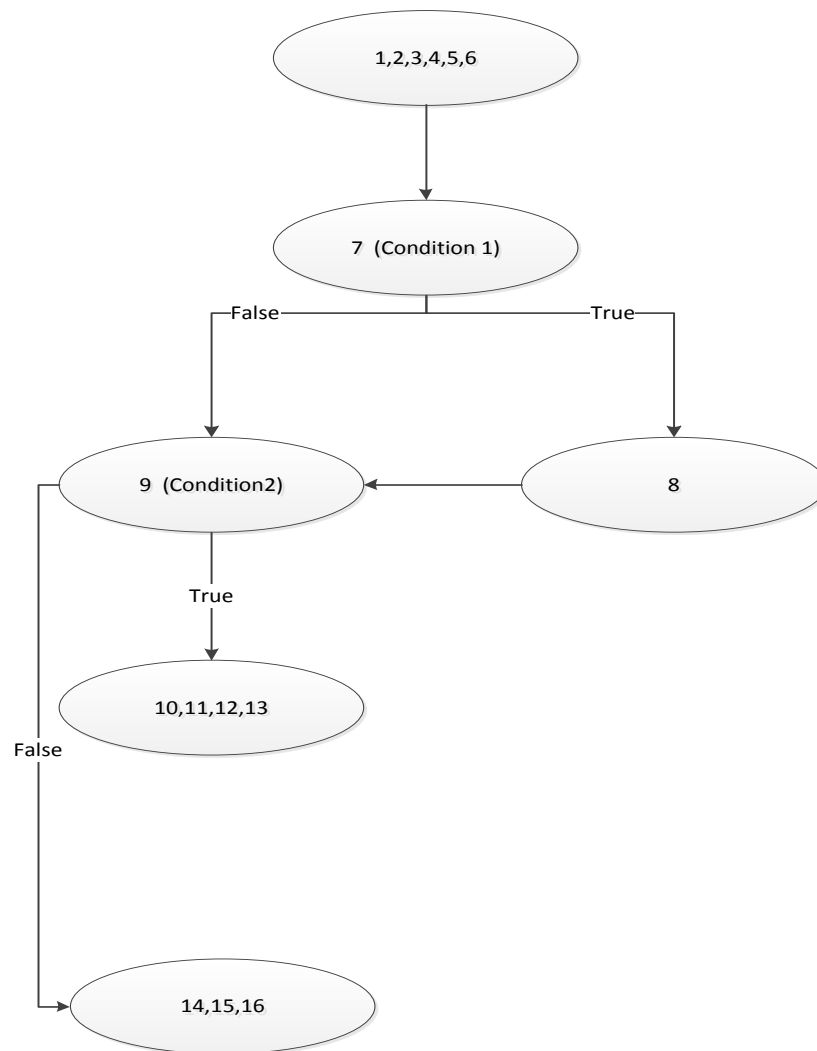 1,2,3,4,5,6
7 (Condition 1)
False
True
9 (Condition2)
8
True
10,11,12,13
False
14,15,16